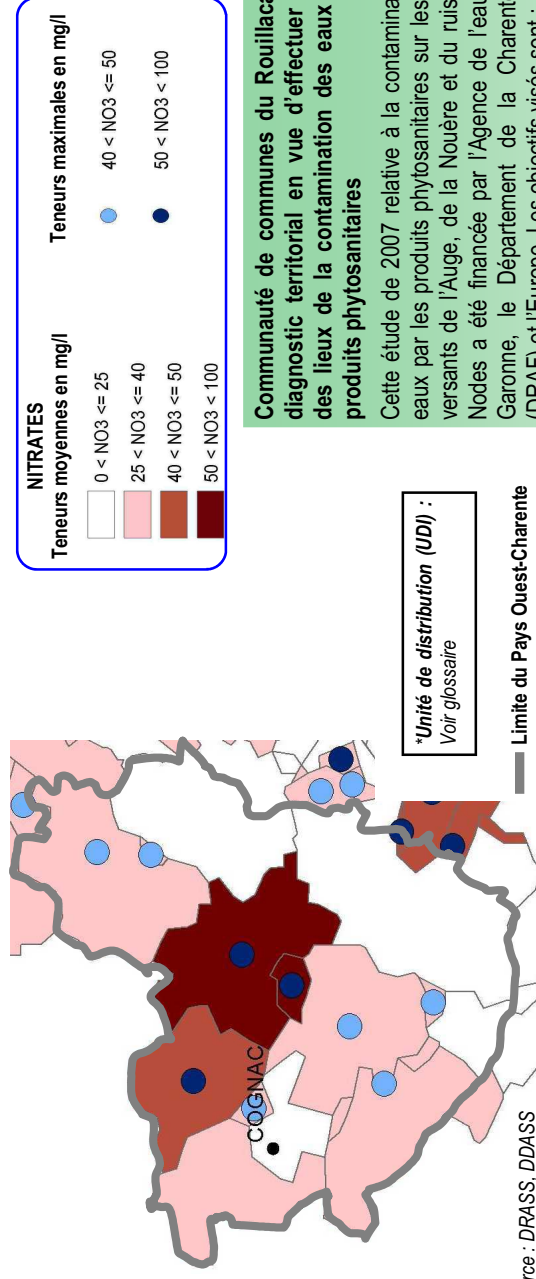 NITRATES
Teneurs moyennes en mg/l
0 < NO3 <= 25
25 < NO3 <= 40
40 < NO3 <= 50
50 < NO3 < 100
Teneurs maximales en mg/l
40 < NO3 <= 50
50 < NO3 < 100
COGNAC
*Unité de distribution (UDI) :
Voir glossaire
Limite du Pays Ouest-Charente
rce : DRASS, DDASS
Communauté de communes du Rouillaca
diagnostic territorial en vue d'effectuer
des lieux de la contamination des eaux
produits phytosanitaires
Cette étude de 2007 relative à la contamina
eaux par les produits phytosanitaires sur les
versants de l'Auge, de la Nouère et du ruis
Nodes a été financée par l'Agence de l'eau
Garonne, le Département de la Charent
(DRAF) et l'Europe. Les objectifs visés sont :